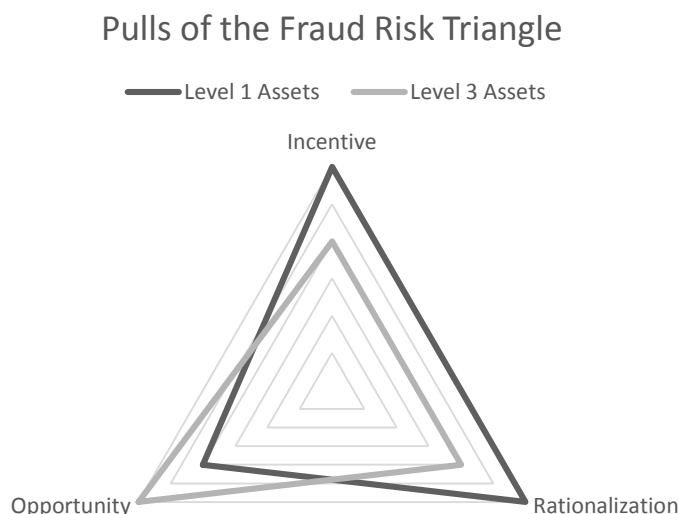 Pulls of the Fraud Risk Triangle
Level 1 Assets Level 3 Assets
Incentive
Opportunity Rationalization